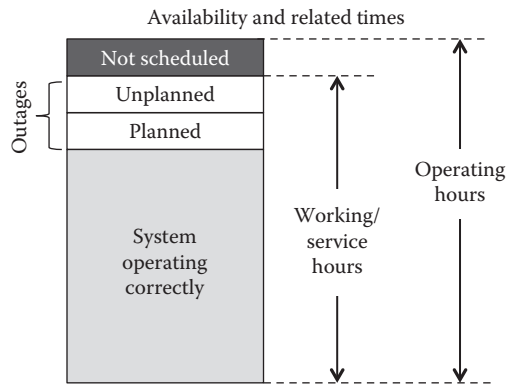 Availability and related times
Not scheduled
Outages
Unplanned
Planned
Operating
hours
Working/
service
hours
System
operating
correctly